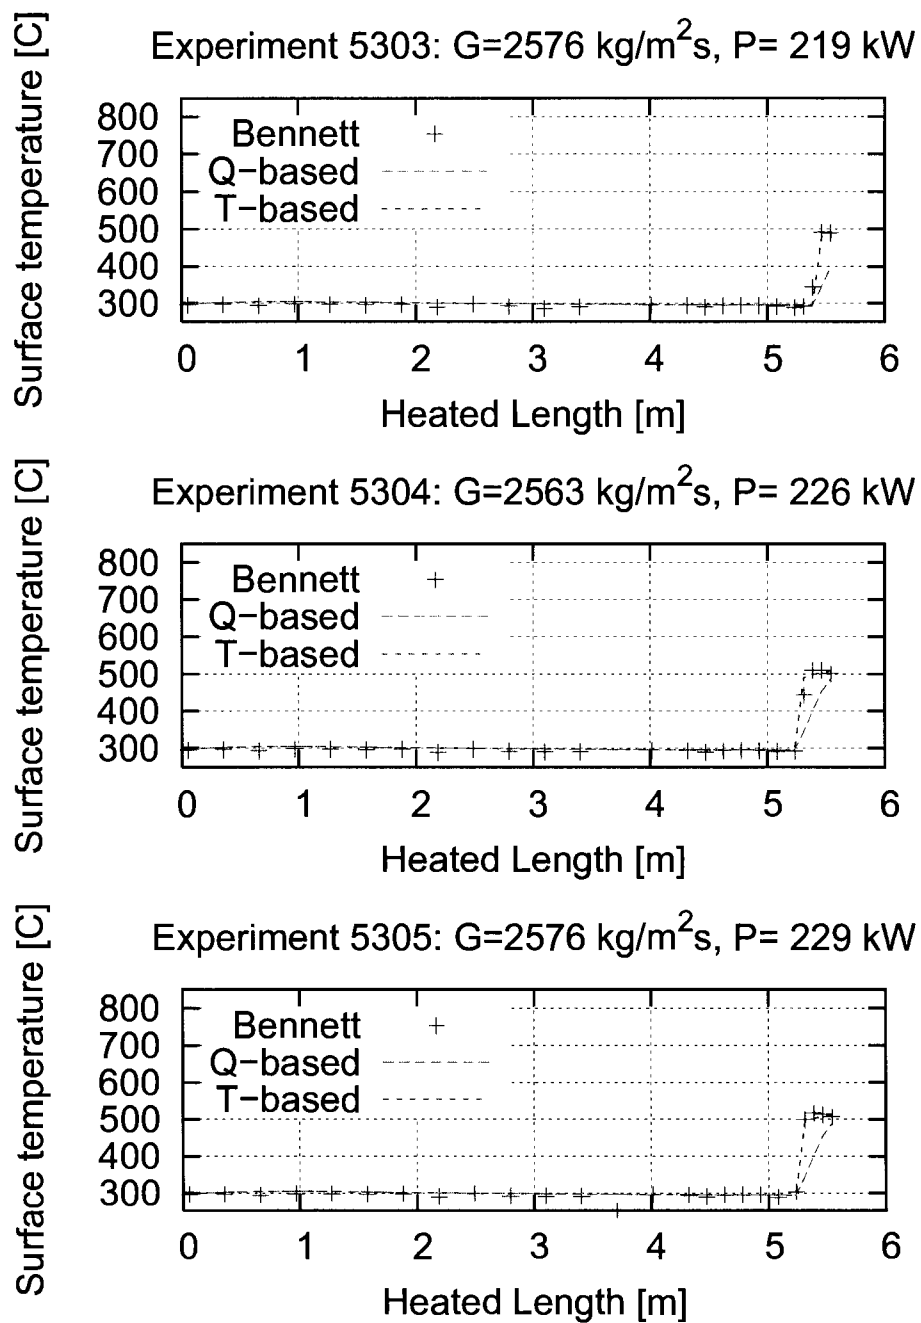 Experiment 5303: G=2576 kg/m²s, P= 219 kW
Surface temperature [C]
800
700
600
500
400
300
Bennett
Q−based
T−based
0 1 2 3 4 5 6
Heated Length [m]
Experiment 5304: G=2563 kg/m²s, P= 226 kW
Surface temperature [C]
800
700
600
500
400
300
Bennett
Q−based
T−based
0 1 2 3 4 5 6
Heated Length [m]
Experiment 5305: G=2576 kg/m²s, P= 229 kW
Surface temperature [C]
800
700
600
500
400
300
Bennett
Q−based
T−based
0 1 2 3 4 5 6
Heated Length [m]